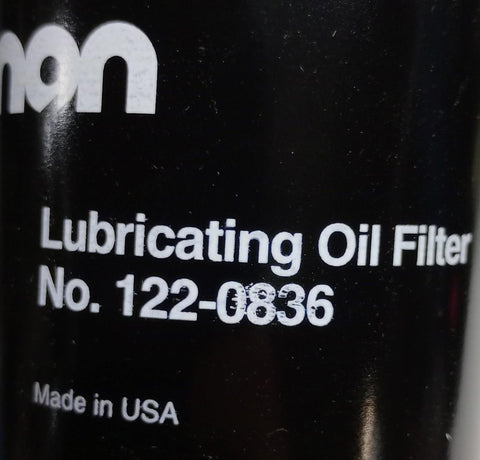 non
Lubricating Oil Filter
No. 122-0836
Made in USA